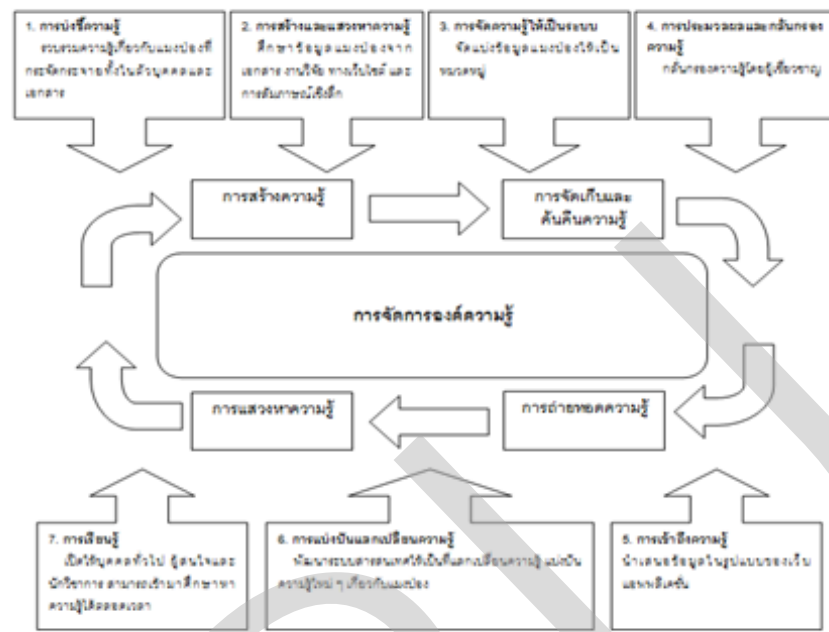 1. การบ่งชี้ความรู้
รวบรวมความรู้เกี่ยวกับแมงป่องที่
กระจัดกระจายทั้งในตัวบุคคลและ
เอกสาร
2. การสร้างและแสวงหาความรู้
ศึกษาข้อมูลแมงป่องจาก
เอกสาร งานวิจัย ทางเว็บไซต์ และ
การสัมภาษณ์เชิงลึก
3. การจัดความรู้ให้เป็นระบบ
จัดแบ่งข้อมูลแมงป่องให้เป็น
หมวดหมู่
4. การประมวลผลและกลั่นกรอง
ความรู้
กลั่นกรองความรู้โดยผู้เชี่ยวชาญ
การสร้างความรู้
การจัดเก็บและ
ค้นคืนความรู้
การจัดการองค์ความรู้
การแสวงหาความรู้
การถ่ายทอดความรู้
7. การเรียนรู้
เปิดให้บุคคลทั่วไป ผู้สนใจและ
นักวิชาการ สามารถเข้ามาศึกษาหา
ความรู้ได้ตลอดเวลา
6. การแบ่งปันแลกเปลี่ยนความรู้
พัฒนาระบบสารสนเทศให้เป็นที่แลกเปลี่ยนความรู้ แบ่งปัน
ความรู้ใหม่ ๆ เกี่ยวกับแมงป่อง
5. การเข้าถึงความรู้
นำเสนอข้อมูลในรูปแบบของเว็บ
แอพพลิเคชั่น